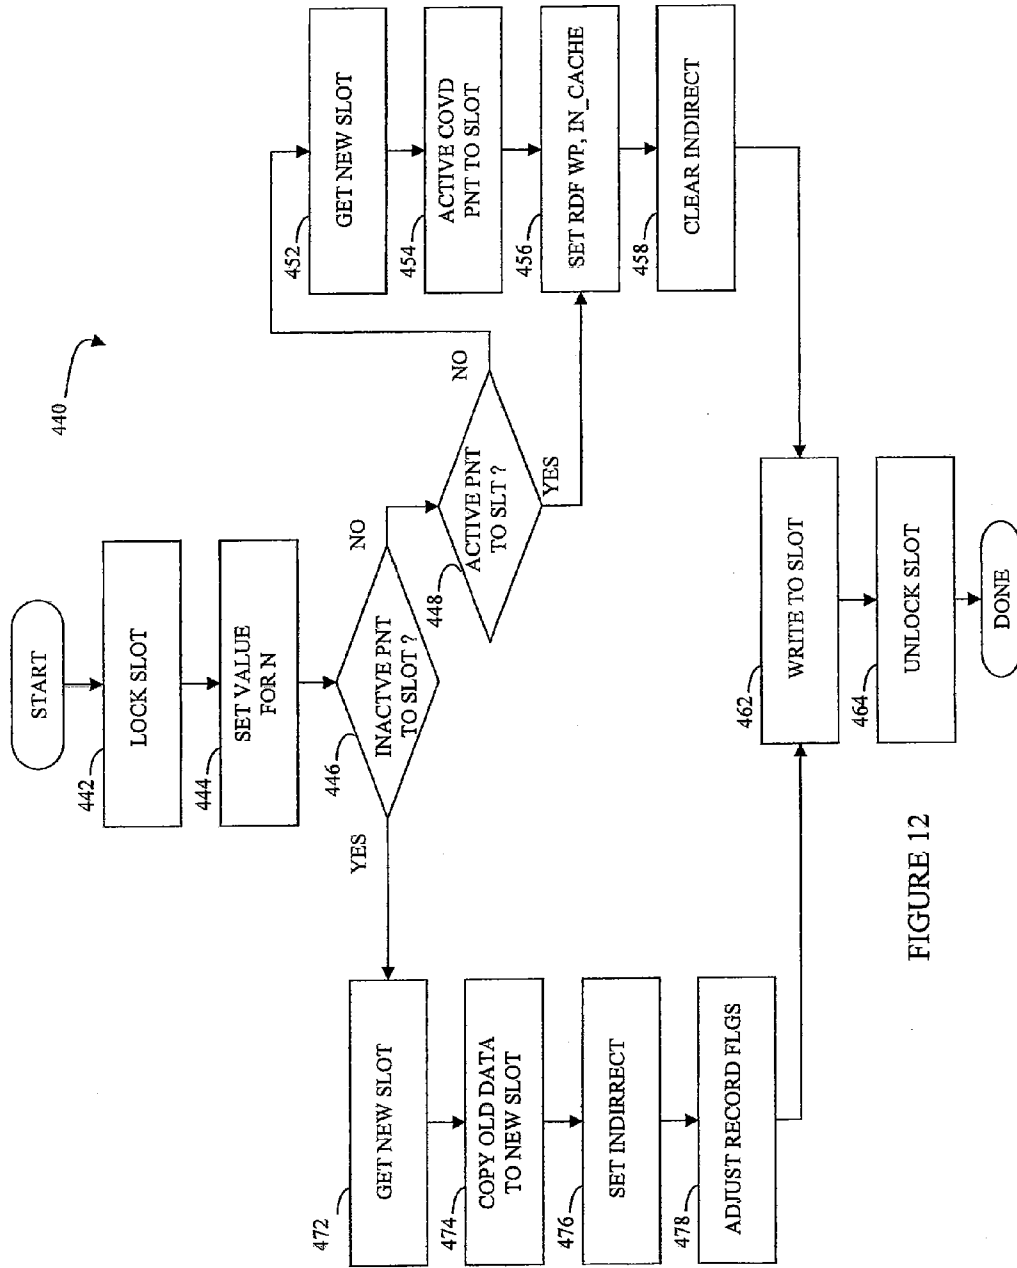 440
START
442
LOCK SLOT
444
SET VALUE
FOR N
446
INACTVE PNT
TO SLOT ?
YES
NO
448
ACTIVE PNT
TO SLT ?
NO
YES
452
GET NEW SLOT
454
ACTIVE COVD
PNT TO SLOT
456
SET RDF WP, IN_CACHE
458
CLEAR INDIRECT
472
GET NEW SLOT
474
COPY OLD DATA
TO NEW SLOT
476
SET INDIRRECT
478
ADJUST RECORD FLGS
462
WRITE TO SLOT
464
UNLOCK SLOT
DONE
FIGURE 12